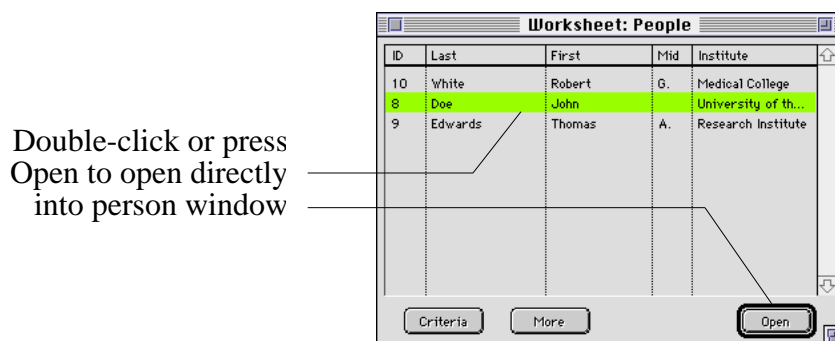 Worksheet: People
ID Last First Mid Institute
10 White Robert G. Medical College
8 Doe John University of th...
9 Edwards Thomas A. Research Institute
Double-click or press
Open to open directly
into person window
Criteria More Open